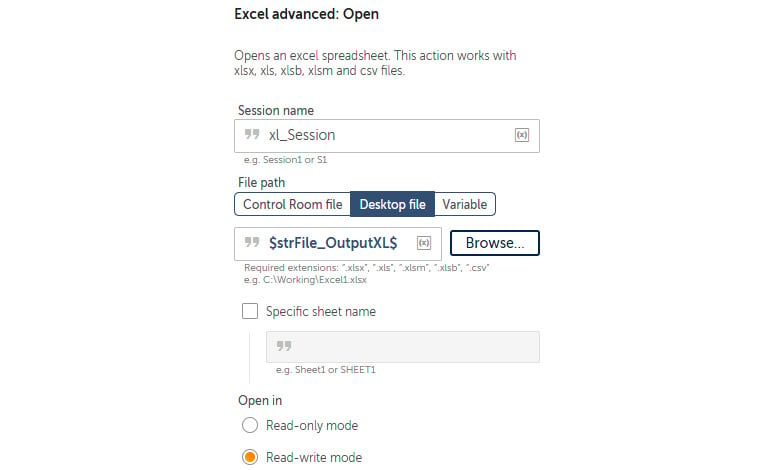 Excel advanced: Open
Opens an excel spreadsheet. This action works with
xlsx, xls, xlsb, xlsm and csv files.
Session name
xl_Session
(x)
e.g. Session1 or S1
File path
Control Room file Desktop file Variable
$strFile_OutputXL$ (x) Browse...
Required extensions: ".xlsx", ".xls", ".xlsm", ".xlsb", ".csv"
e.g. C:\Working\Excel1.xlsx
Specific sheet name
e.g. Sheet1 or SHEET1
Open in
Read-only mode
Read-write mode